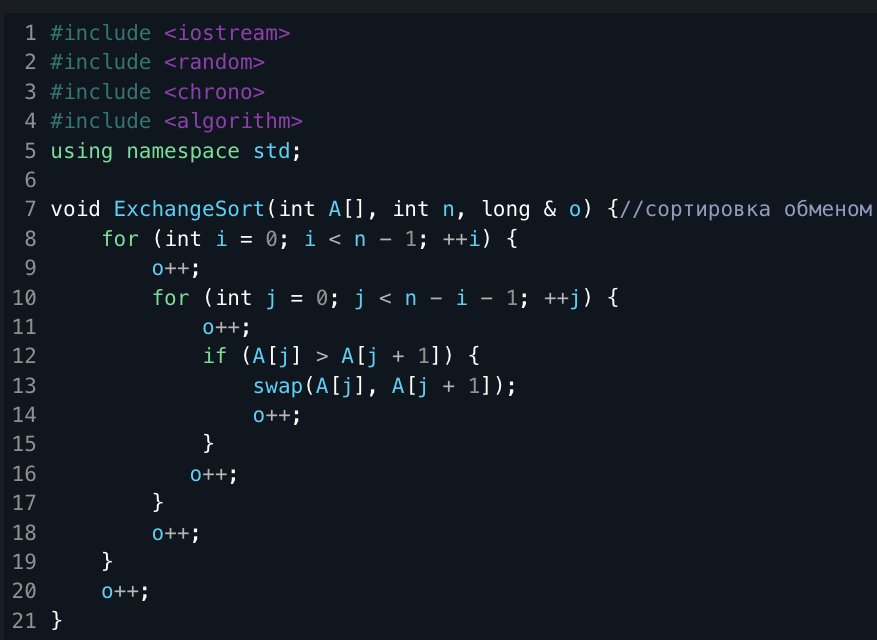 1 #include <iostream>
2 #include <random>
3 #include <chrono>
4 #include <algorithm>
5 using namespace std;
6
7 void ExchangeSort(int A[], int n, long & o) {//сортировка обменом
8     for (int i = 0; i < n - 1; ++i) {
9         o++;
10         for (int j = 0; j < n - i - 1; ++j) {
11             o++;
12             if (A[j] > A[j + 1]) {
13                 swap(A[j], A[j + 1]);
14                 o++;
15             }
16            o++;
17         }
18         o++;
19     }
20     o++;
21 }